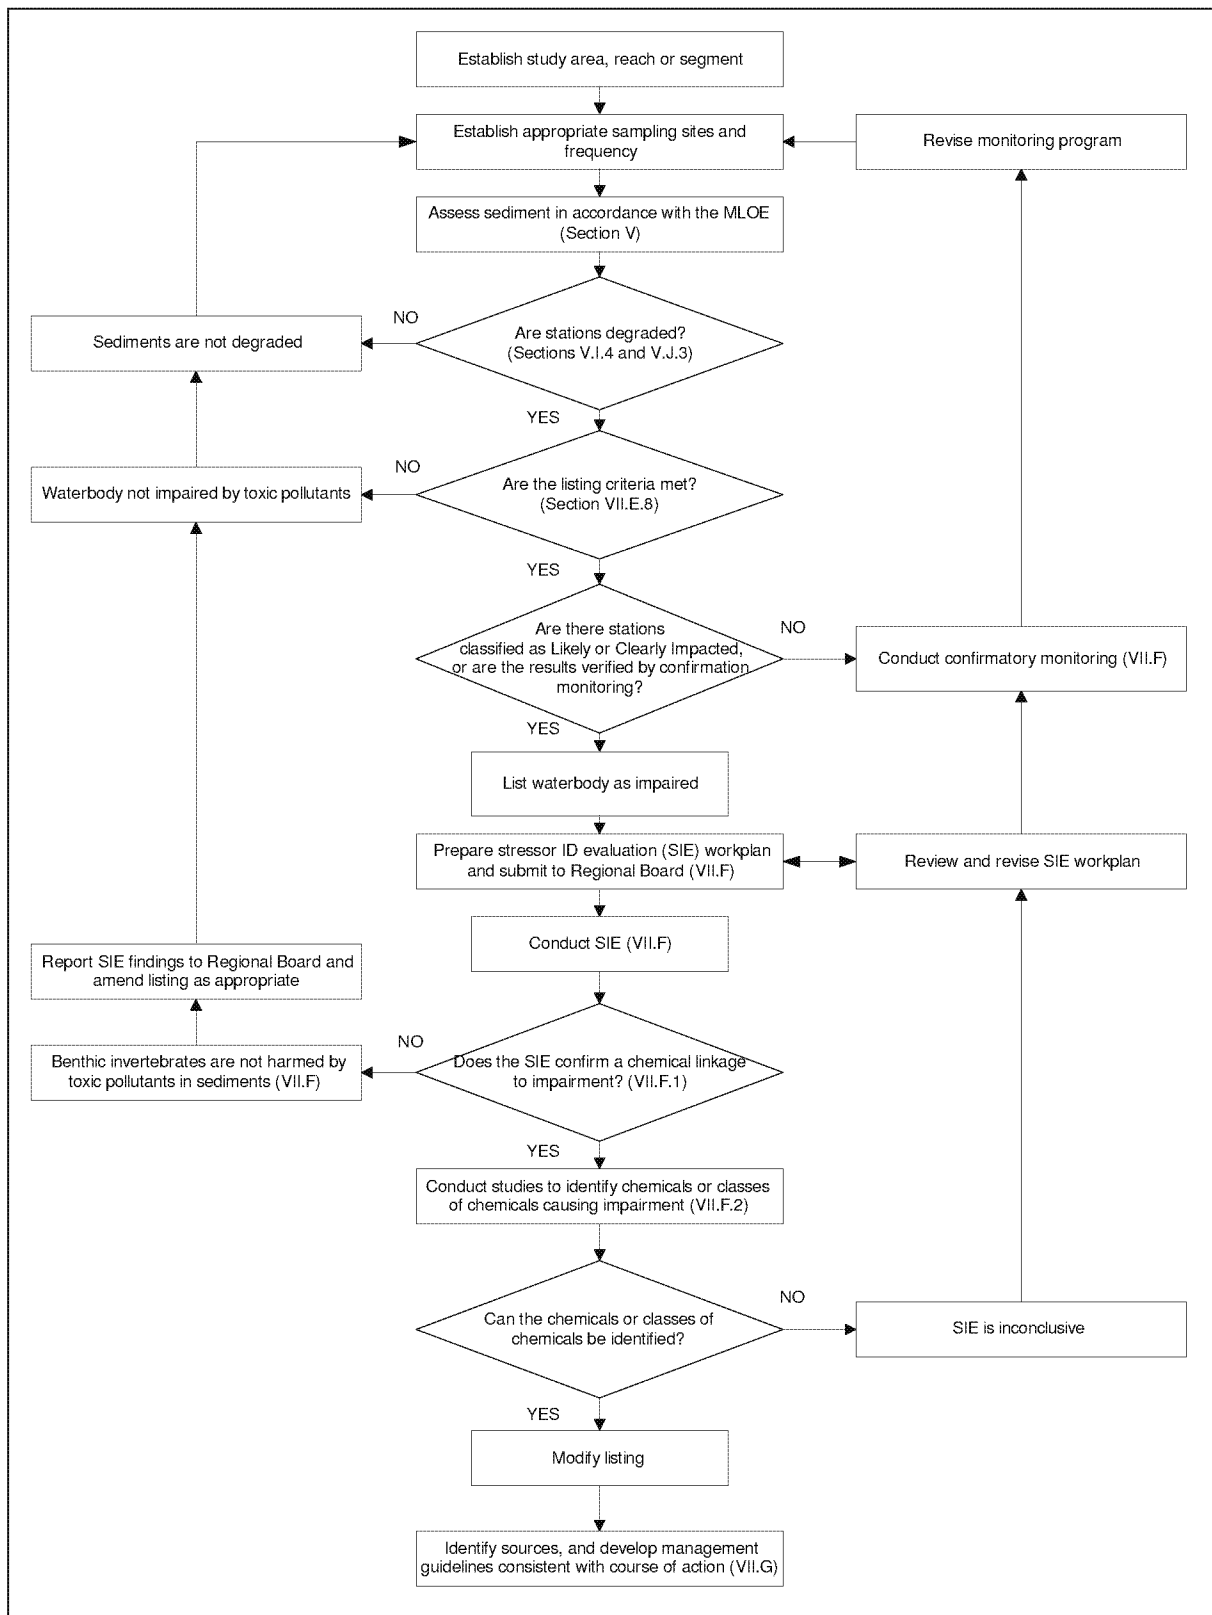 Establish study area, reach or segment
Establish appropriate sampling sites and
frequency
Revise monitoring program
Assess sediment in accordance with the MLOE
(Section V)
NO
Are stations degraded?
(Sections V.I.4 and V.J.3)
Sediments are not degraded
YES
NO
Are the listing criteria met?
(Section VII.E.8)
Waterbody not impaired by toxic pollutants
YES
Are there stations
classified as Likely or Clearly Impacted,
or are the results verified by confirmation
monitoring?
NO
Conduct confirmatory monitoring (VII.F)
YES
List waterbody as impaired
Prepare stressor ID evaluation (SIE) workplan
and submit to Regional Board (VII.F)
Review and revise SIE workplan
Conduct SIE (VII.F)
Report SIE findings to Regional Board and
amend listing as appropriate
NO
Benthic invertebrates are not harmed by
toxic pollutants in sediments (VII.F)
Does the SIE confirm a chemical linkage
to impairment? (VII.F.1)
YES
Conduct studies to identify chemicals or classes
of chemicals causing impairment (VII.F.2)
NO
Can the chemicals or classes of
chemicals be identified?
SIE is inconclusive
YES
Modify listing
Identify sources, and develop management
guidelines consistent with course of action (VII.G)